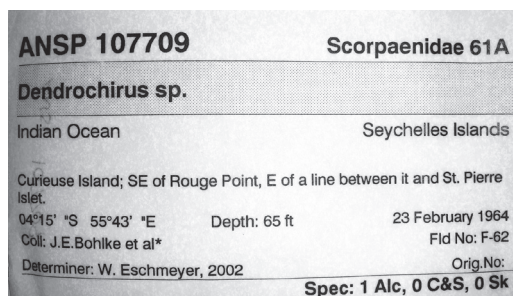 ANSP 107709 Scorpaenidae 61A
Dendrochirus sp.
Indian Ocean Seychelles Islands
Curieuse Island; SE of Rouge Point, E of a line between it and St. Pierre
Islet.
04°15' "S 55°43' "E Depth: 65 ft 23 February 1964
Coll: J.E.Bohlke et al* Fld No: F-62
Determiner: W. Eschmeyer, 2002 Orig.No:
Spec: 1 Alc, 0 C&S, 0 Sk